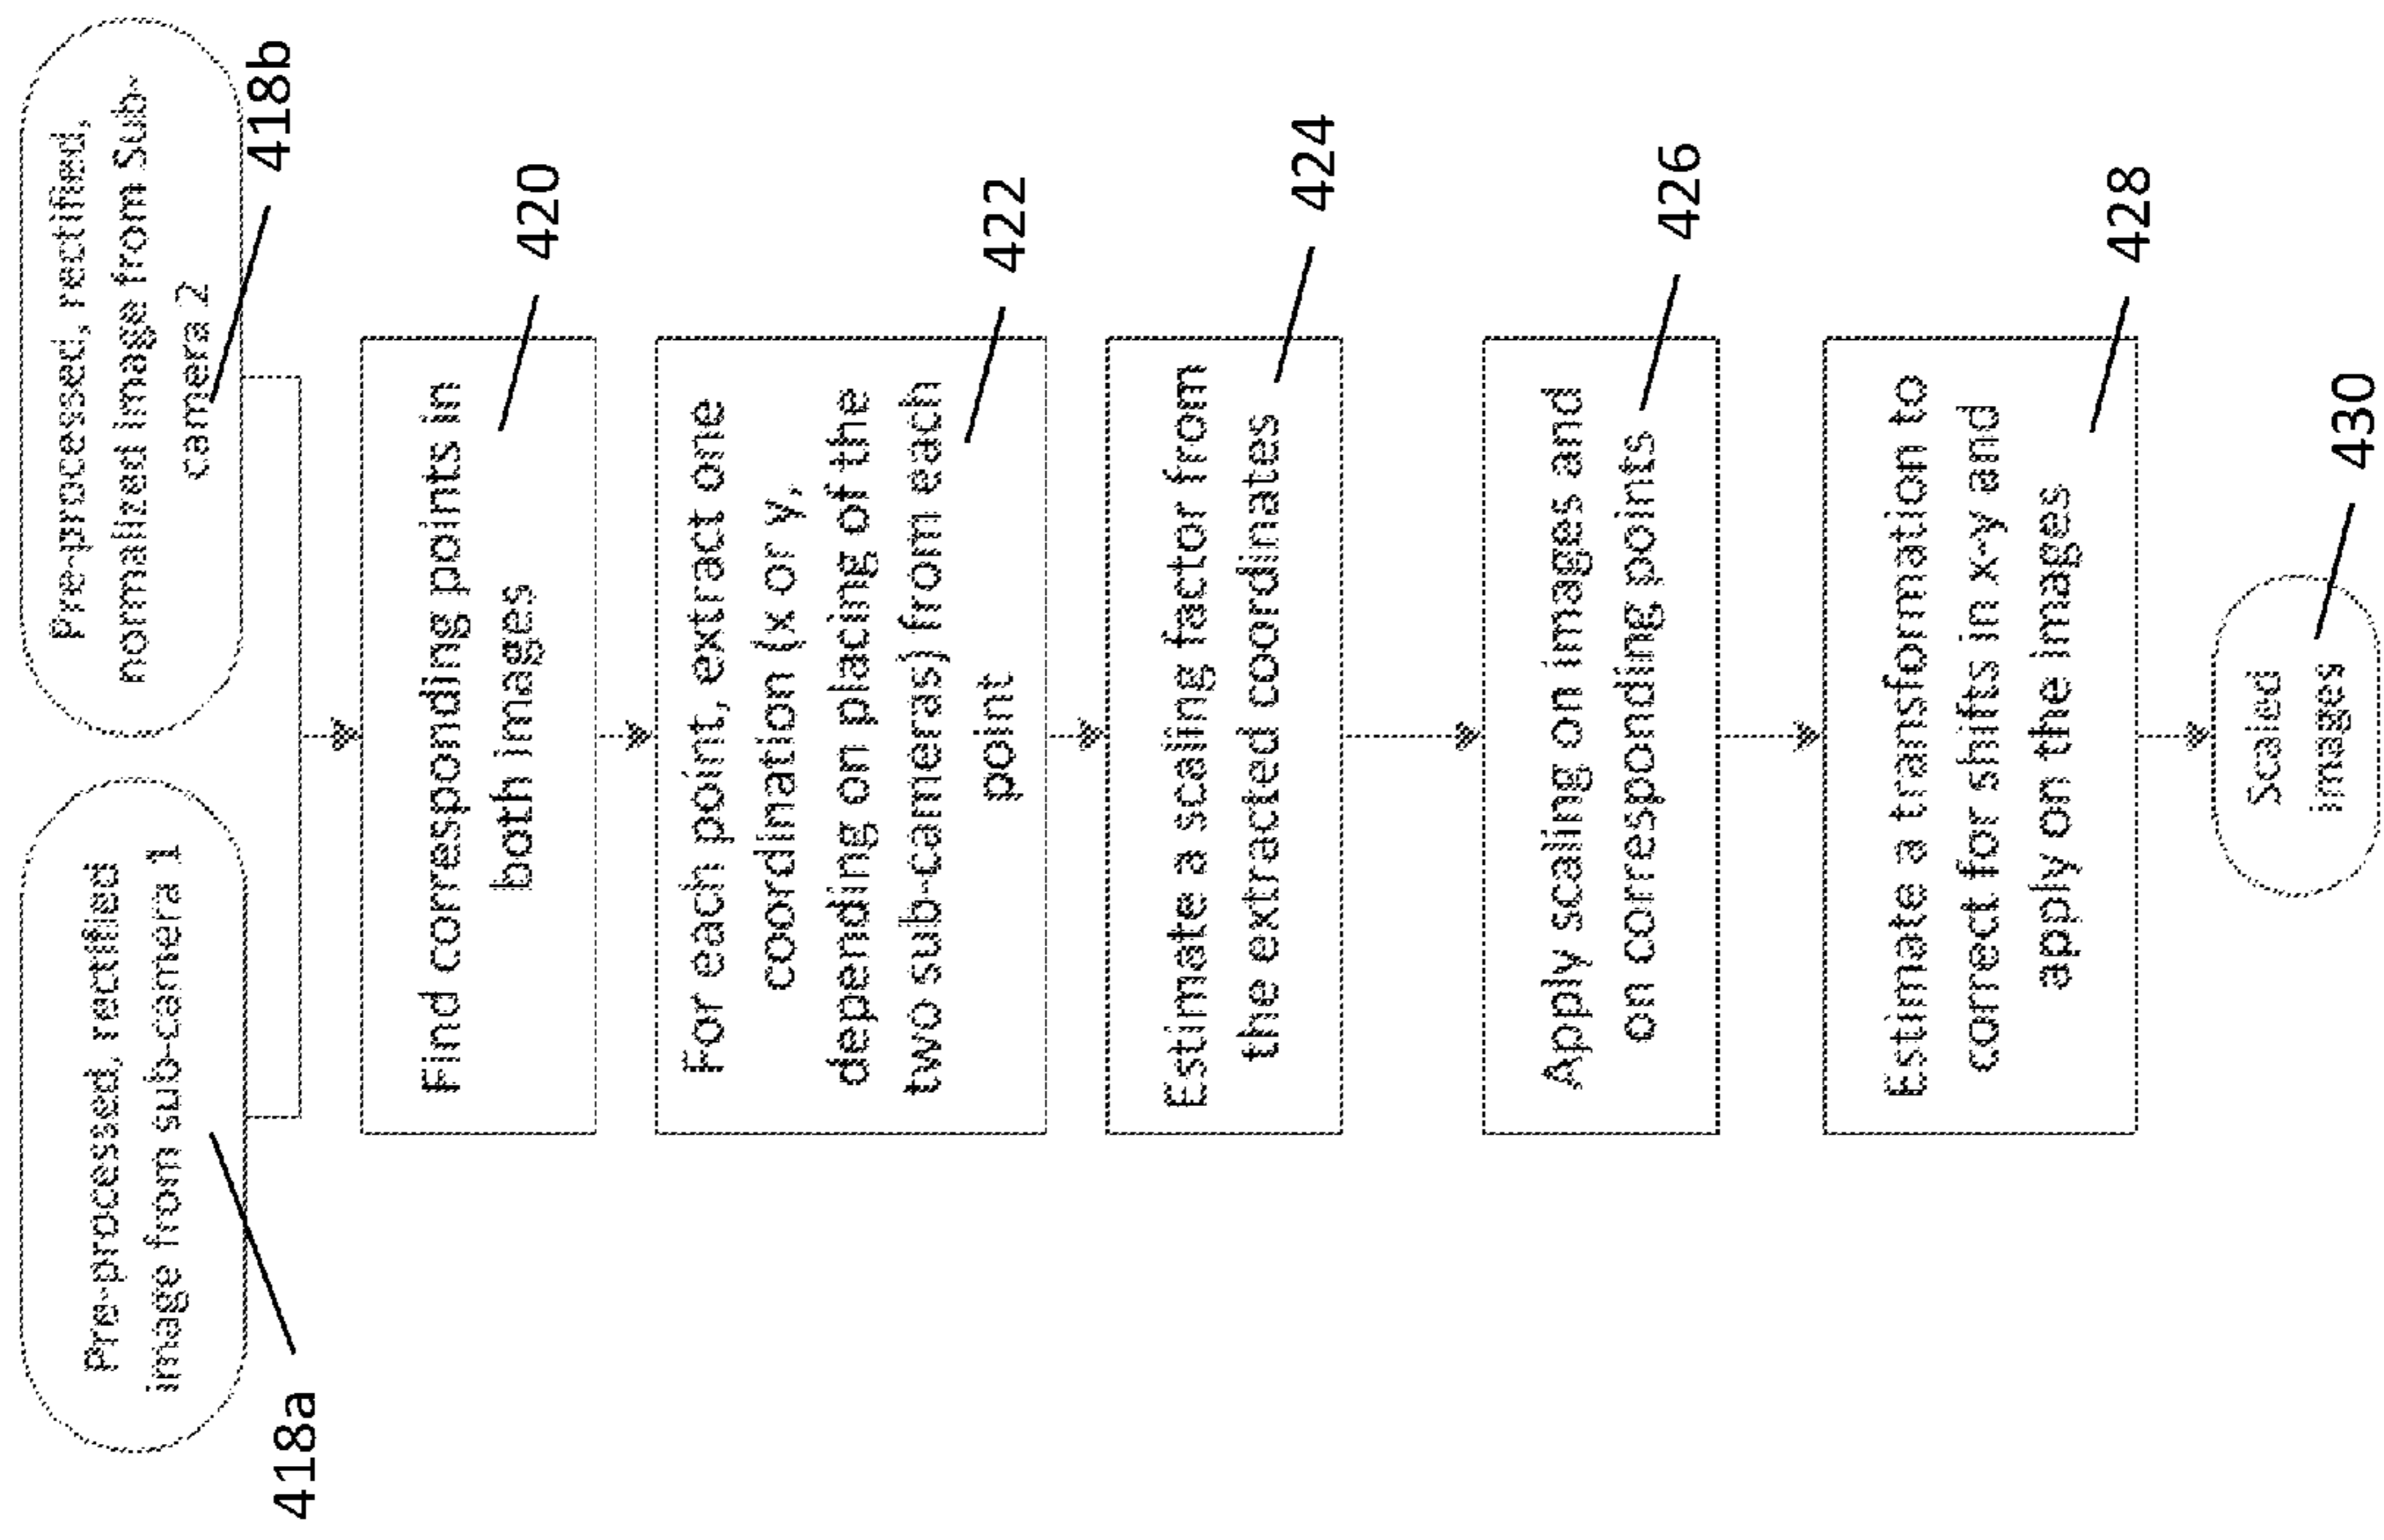 Pre-processed, rectified
image from sub-camera 1
418a
Pre-processed, rectified,
normalized image from Sub-
camera 2
418b
Find corresponding points in
both images
420
For each point, extract one
coordination (x or y,
depending on placing of the
two sub-cameras) from each
point
422
Estimate a scaling factor from
the extracted coordinates
424
Apply scaling on images and
on corresponding points
426
Estimate a transformation to
correct for shifts in x-y and
apply on the images
428
Scaled
images
430